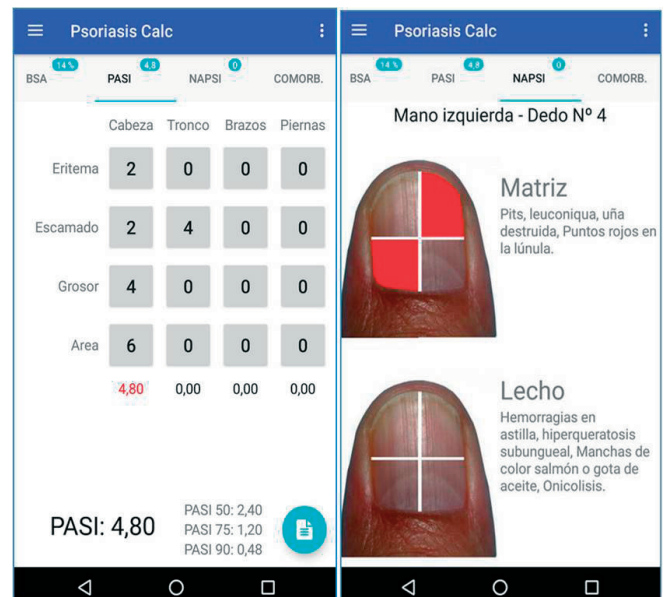 Psoriasis Calc
14 %
4,8
0
BSA
PASI
NAPSI
COMORB.
Cabeza Tronco Brazos Piernas
Eritema 2 0 0 0
Escamado 2 4 0 0
Grosor 4 0 0 0
Area 6 0 0 0
4,80 0,00 0,00 0,00
PASI: 4,80
PASI 50: 2,40
PASI 75: 1,20
PASI 90: 0,48
Psoriasis Calc
14 %
4,8
0
BSA
PASI
NAPSI
COMORB.
Mano izquierda - Dedo Nº 4
Matriz
Pits, leuconiqua, uña
destruida, Puntos rojos en
la lúnula.
Lecho
Hemorragias en
astilla, hiperqueratosis
subungueal, Manchas de
color salmón o gota de
aceite, Onicolisis.